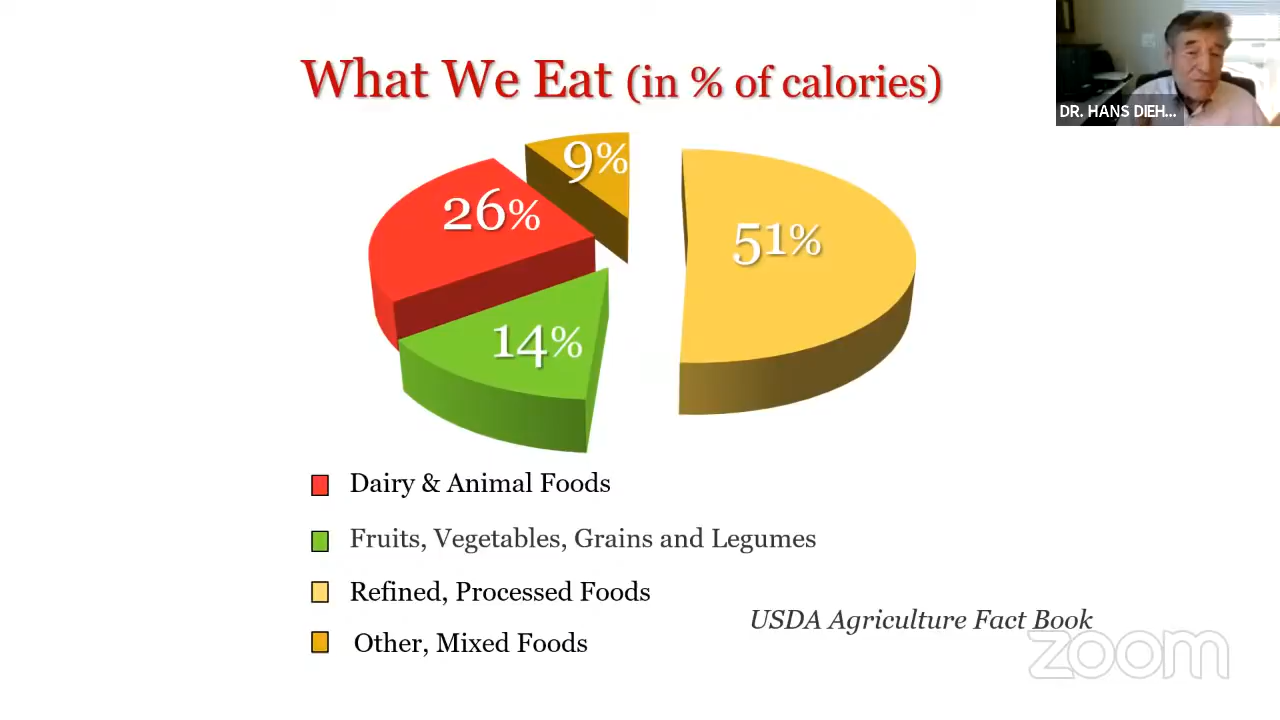 What We Eat (in % of calories)
DR. HANS DIEH...
9%
26%
51%
14%
Dairy & Animal Foods
Fruits, Vegetables, Grains and Legumes
Refined, Processed Foods
USDA Agriculture Fact Book
Other, Mixed Foods
zoom